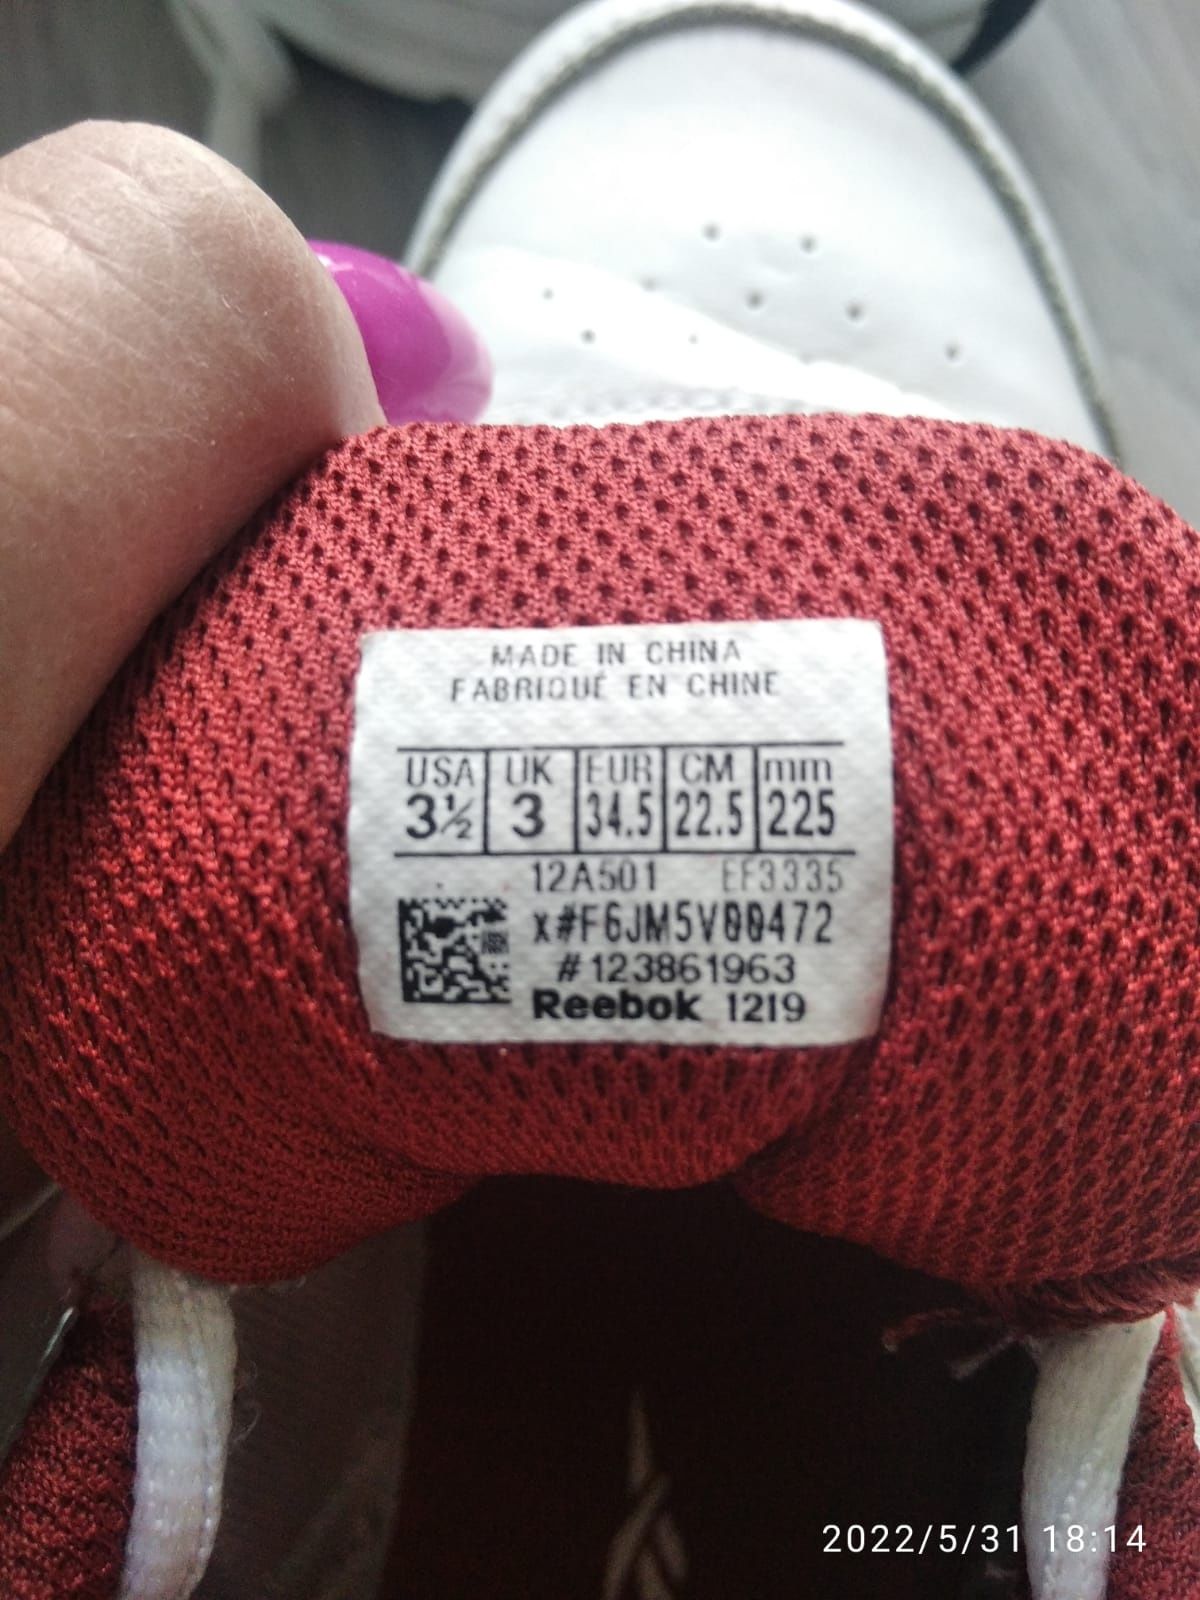 MADE IN CHINA
FABRIQUÉ EN CHINE
USA UK EUR CM mm
3½ 3 34.5 22.5 225
12A501 EF3335
x#F6JM5V00472
#123861963
Reebok 1219
2022/5/31 18:14